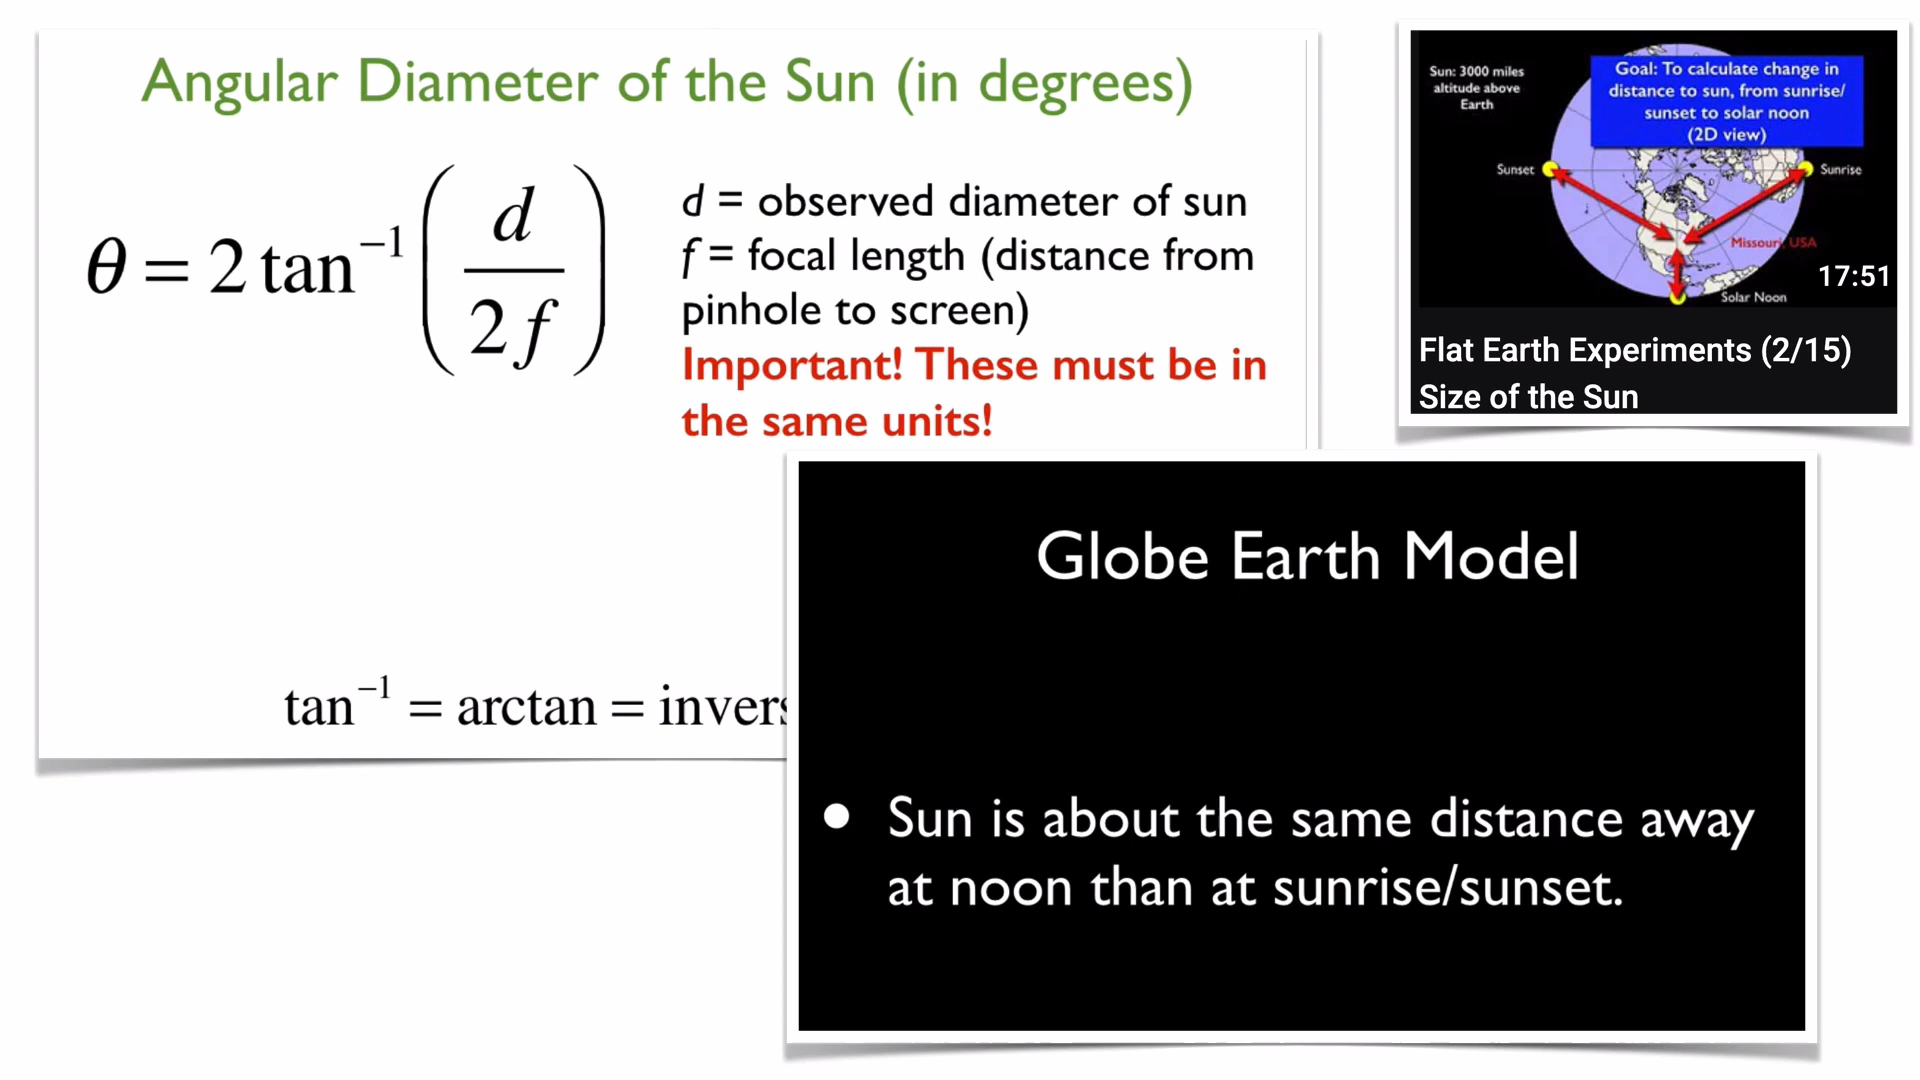 Angular Diameter of the Sun (in degrees)
θ = 2 tan⁻¹ ( d / 2f )
d = observed diameter of sun
f = focal length (distance from
pinhole to screen)
Important! These must be in
the same units!
tan⁻¹ = arctan = invers
Sun: 3000 miles
altitude above
Earth
Goal: To calculate change in
distance to sun, from sunrise/
sunset to solar noon
(2D view)
Sunset
Sunrise
Missouri, USA
Solar Noon
17:51
Flat Earth Experiments (2/15)
Size of the Sun
Globe Earth Model
• Sun is about the same distance away
at noon than at sunrise/sunset.